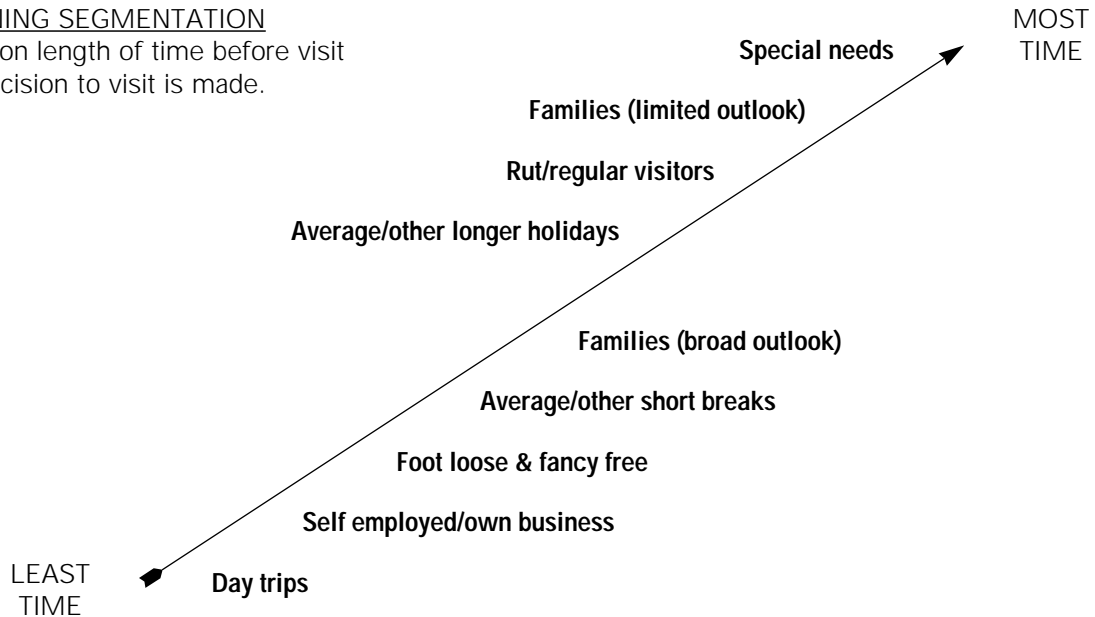 SEGMENTATION
on length of time before visit
to visit is made.
MOST
TIME
Special needs
Families (limited outlook)
Rut/regular visitors
Average/other longer holidays
Families (broad outlook)
Average/other short breaks
Foot loose & fancy free
Self employed/own business
LEAST
TIME
Day trips